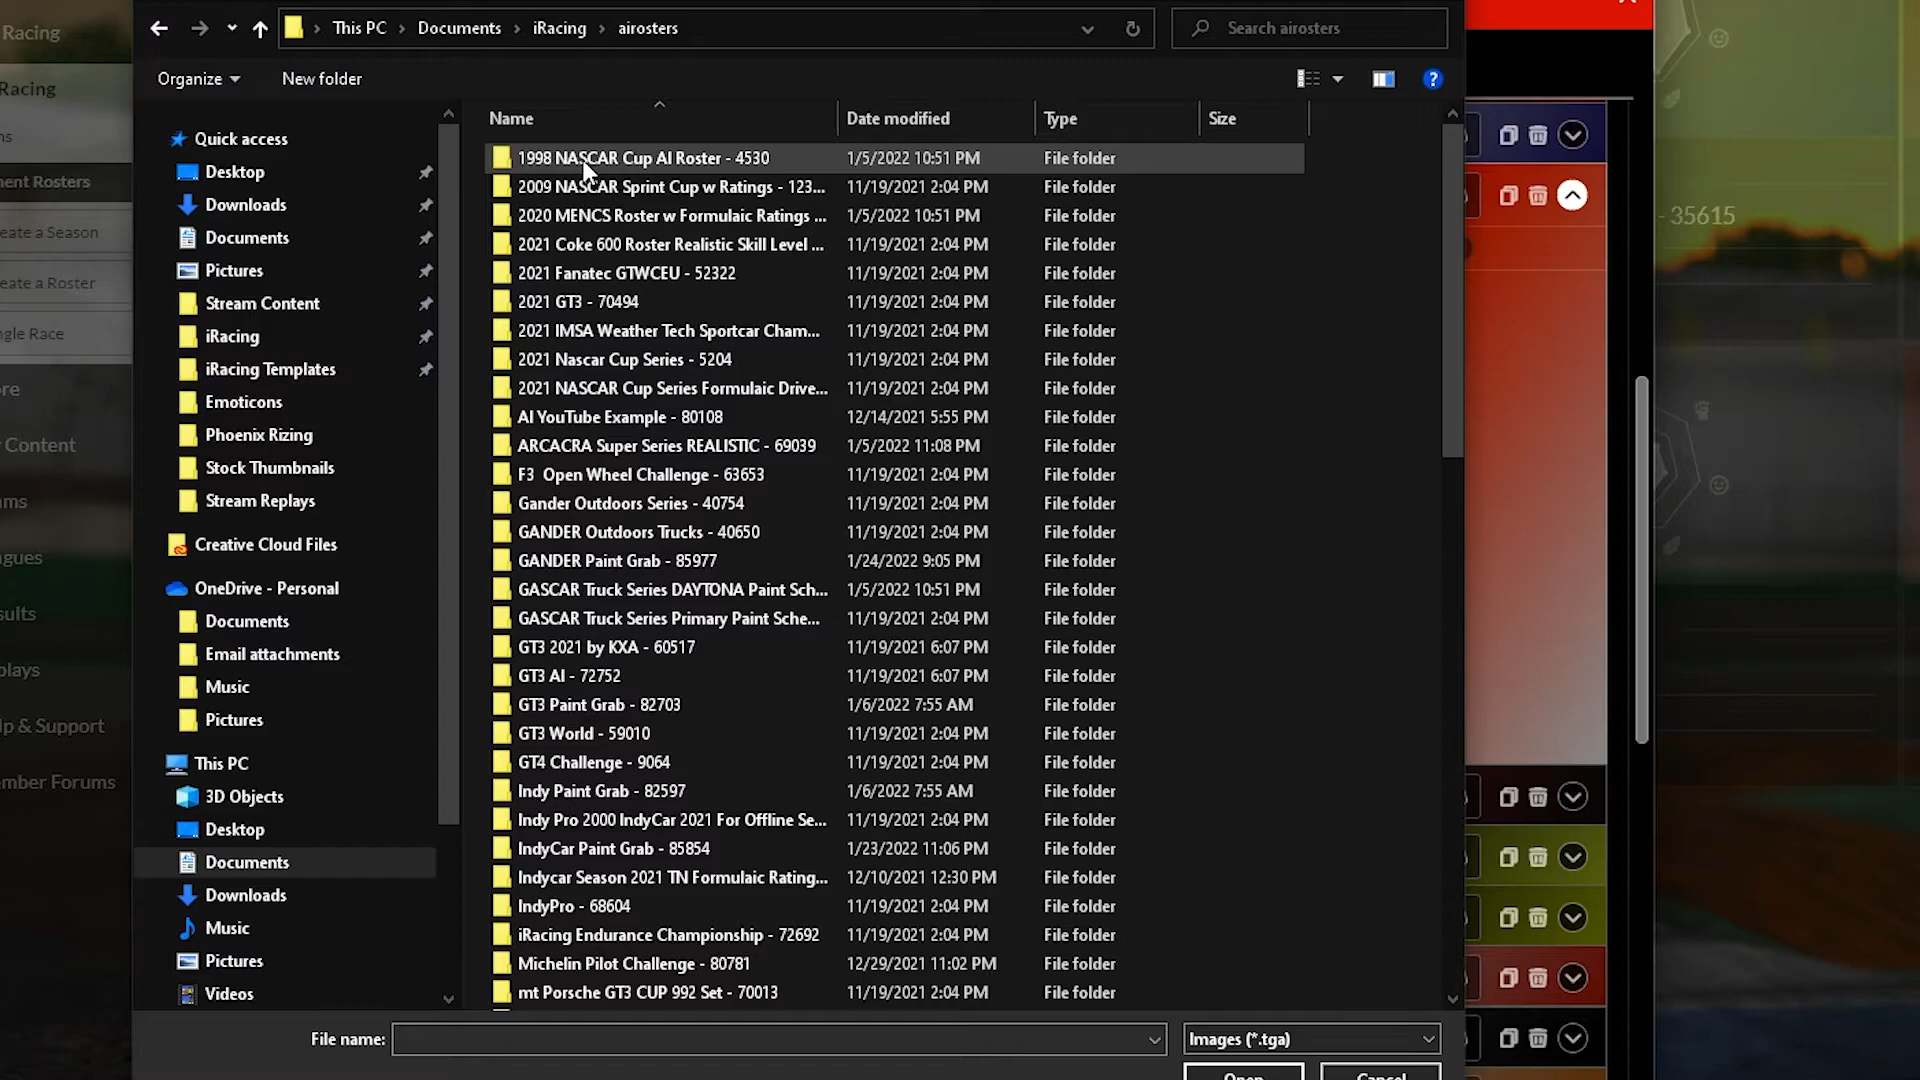 This PC > Documents > iRacing > airosters
Search airosters
Organize
New folder
Name
Date modified
Type
Size
1998 NASCAR Cup AI Roster - 4530 1/5/2022 10:51 PM File folder
2009 NASCAR Sprint Cup w Ratings - 123... 11/19/2021 2:04 PM File folder
2020 MENCS Roster w Formulaic Ratings ... 1/5/2022 10:51 PM File folder
2021 Coke 600 Roster Realistic Skill Level ... 11/19/2021 2:04 PM File folder
2021 Fanatec GTWCEU - 52322 11/19/2021 2:04 PM File folder
2021 GT3 - 70494 11/19/2021 2:04 PM File folder
2021 IMSA Weather Tech Sportcar Cham... 11/19/2021 2:04 PM File folder
2021 Nascar Cup Series - 5204 11/19/2021 2:04 PM File folder
2021 NASCAR Cup Series Formulaic Drive... 11/19/2021 2:04 PM File folder
AI YouTube Example - 80108 12/14/2021 5:55 PM File folder
ARCACRA Super Series REALISTIC - 69039 1/5/2022 11:08 PM File folder
F3 Open Wheel Challenge - 63653 11/19/2021 2:04 PM File folder
Gander Outdoors Series - 40754 11/19/2021 2:04 PM File folder
GANDER Outdoors Trucks - 40650 11/19/2021 2:04 PM File folder
GANDER Paint Grab - 85977 1/24/2022 9:05 PM File folder
GASCAR Truck Series DAYTONA Paint Sch... 1/5/2022 10:51 PM File folder
GASCAR Truck Series Primary Paint Sche... 11/19/2021 2:04 PM File folder
GT3 2021 by KXA - 60517 11/19/2021 6:07 PM File folder
GT3 AI - 72752 11/19/2021 6:07 PM File folder
GT3 Paint Grab - 82703 1/6/2022 7:55 AM File folder
GT3 World - 59010 11/19/2021 2:04 PM File folder
GT4 Challenge - 9064 11/19/2021 2:04 PM File folder
Indy Paint Grab - 82597 1/6/2022 7:55 AM File folder
Indy Pro 2000 IndyCar 2021 For Offline Se... 11/19/2021 2:04 PM File folder
IndyCar Paint Grab - 85854 1/23/2022 11:06 PM File folder
Indycar Season 2021 TN Formulaic Rating... 12/10/2021 12:30 PM File folder
IndyPro - 68604 11/19/2021 2:04 PM File folder
iRacing Endurance Championship - 72692 11/19/2021 2:04 PM File folder
Michelin Pilot Challenge - 80781 12/29/2021 11:02 PM File folder
mt Porsche GT3 CUP 992 Set - 70013 11/19/2021 2:04 PM File folder
Quick access
Desktop
Downloads
Documents
Pictures
Stream Content
iRacing
iRacing Templates
Emoticons
Phoenix Rizing
Stock Thumbnails
Stream Replays
Creative Cloud Files
OneDrive - Personal
Documents
Email attachments
Music
Pictures
This PC
3D Objects
Desktop
Documents
Downloads
Music
Pictures
Videos
File name:
Images (*.tga)
Open
Cancel
Racing
Racing
ns
nent Rosters
eate a Season
eate a Roster
ngle Race
ore
Content
ms
gues
sults
plays
lp & Support
mber Forums
- 35615